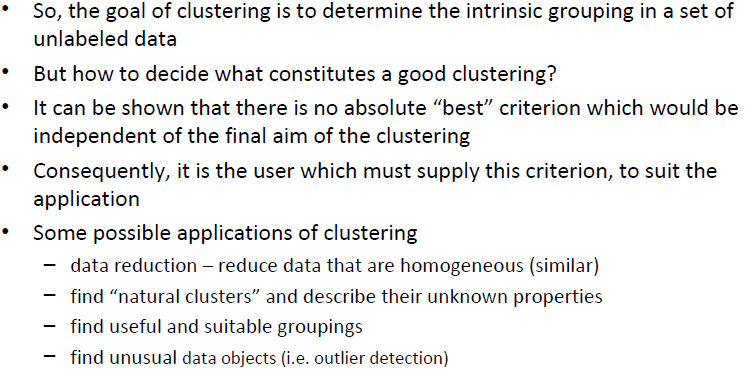 • So, the goal of clustering is to determine the intrinsic grouping in a set of
unlabeled data
• But how to decide what constitutes a good clustering?
• It can be shown that there is no absolute “best” criterion which would be
independent of the final aim of the clustering
• Consequently, it is the user which must supply this criterion, to suit the
application
• Some possible applications of clustering
– data reduction – reduce data that are homogeneous (similar)
– find “natural clusters” and describe their unknown properties
– find useful and suitable groupings
– find unusual data objects (i.e. outlier detection)